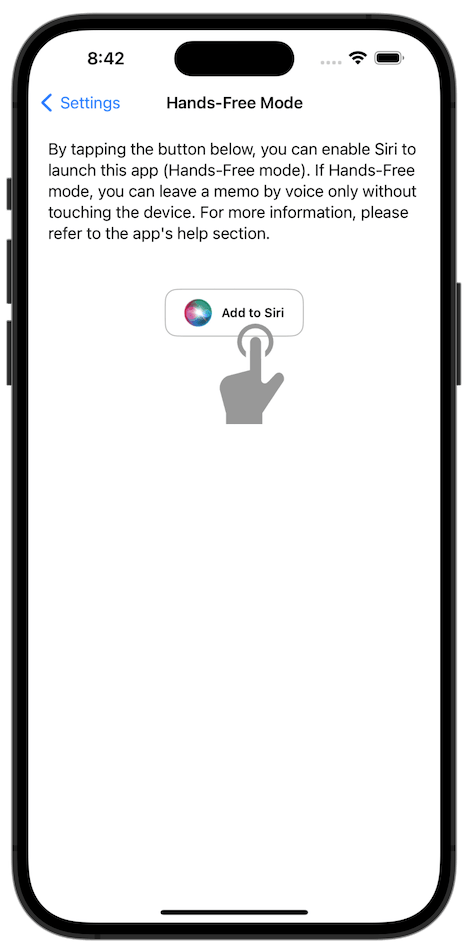 8:42
Settings
Hands-Free Mode
By tapping the button below, you can enable Siri to
launch this app (Hands-Free mode). If Hands-Free
mode, you can leave a memo by voice only without
touching the device. For more information, please
refer to the app's help section.
Add to Siri